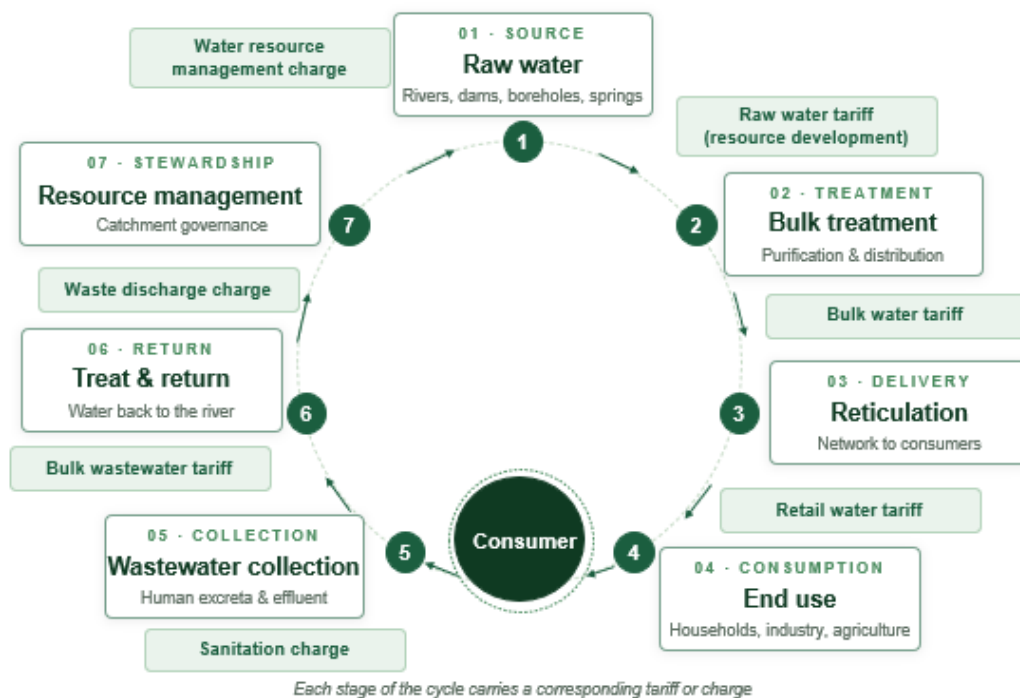 Water resource
management charge
01 · SOURCE
Raw water
Rivers, dams, boreholes, springs
1
Raw water tariff
(resource development)
02 · TREATMENT
Bulk treatment
Purification & distribution
2
Bulk water tariff
03 · DELIVERY
Reticulation
Network to consumers
3
Retail water tariff
04 · CONSUMPTION
End use
Households, industry, agriculture
4
Consumer
5
05 · COLLECTION
Wastewater collection
Human excreta & effluent
Sanitation charge
Bulk wastewater tariff
06 · RETURN
Treat & return
Water back to the river
6
Waste discharge charge
07 · STEWARDSHIP
Resource management
Catchment governance
7
Each stage of the cycle carries a corresponding tariff or charge